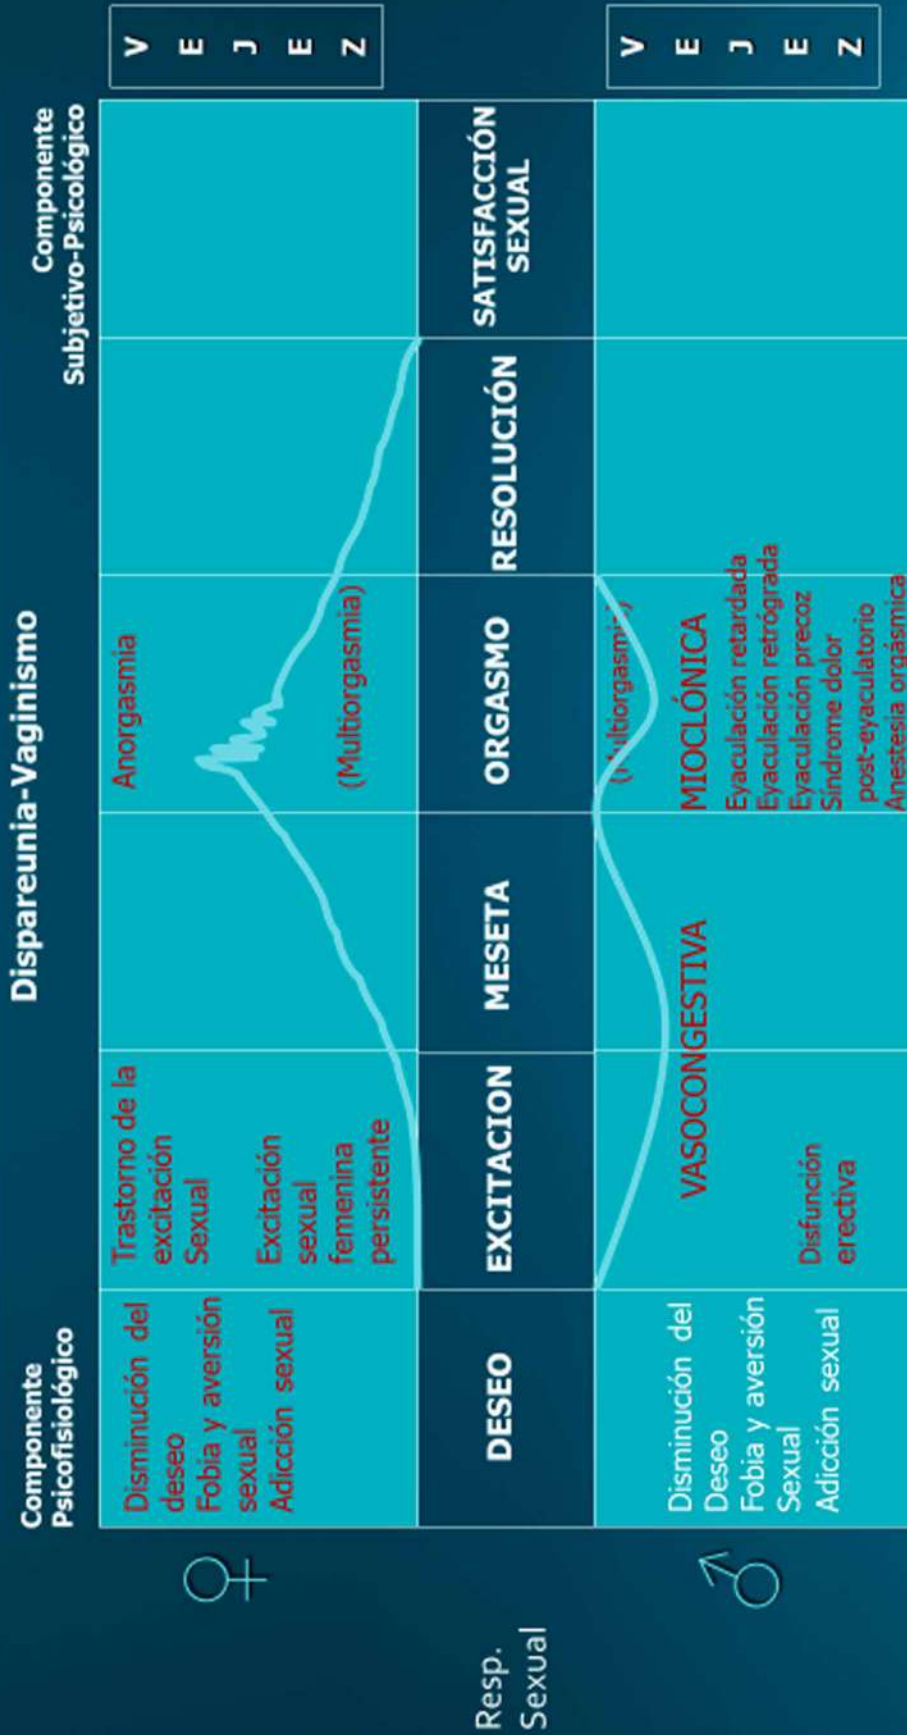 Dispareunia-Vaginismo
Componente
Psicofisiológico
Componente
Subjetivo-Psicológico
Disminución del
deseo
Fobia y aversión
sexual
Adicción sexual
Trastorno de la
excitación
Sexual
Excitación
sexual
femenina
persistente
Anorgasmia
(Multiorgasmia)
V
E
J
E
Z
Resp.
Sexual
DESEO
EXCITACION
MESETA
ORGASMO
RESOLUCIÓN
SATISFACCIÓN
SEXUAL
Disminución del
Deseo
Fobia y aversión
Sexual
Adicción sexual
VASOCONGESTIVA
Disfunción
erectiva
(Multiorgasmia)
MIOCLÓNICA
Eyaculación retardada
Eyaculación retrógrada
Eyaculación precoz
Síndrome dolor
post-eyaculatorio
Anestesia orgásmica
V
E
J
E
Z